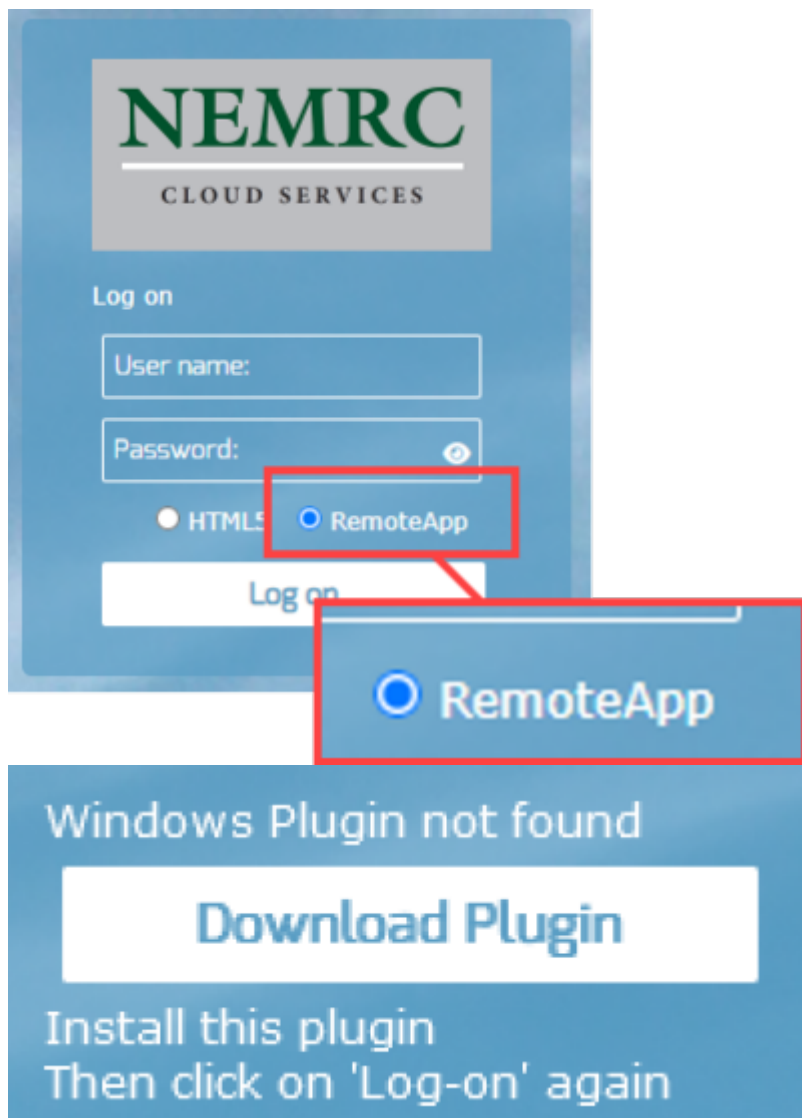 NEMRC
CLOUD SERVICES
Log on
User name:
Password:
HTML5 RemoteApp
Log on
RemoteApp
Windows Plugin not found
Download Plugin
Install this plugin
Then click on 'Log-on' again